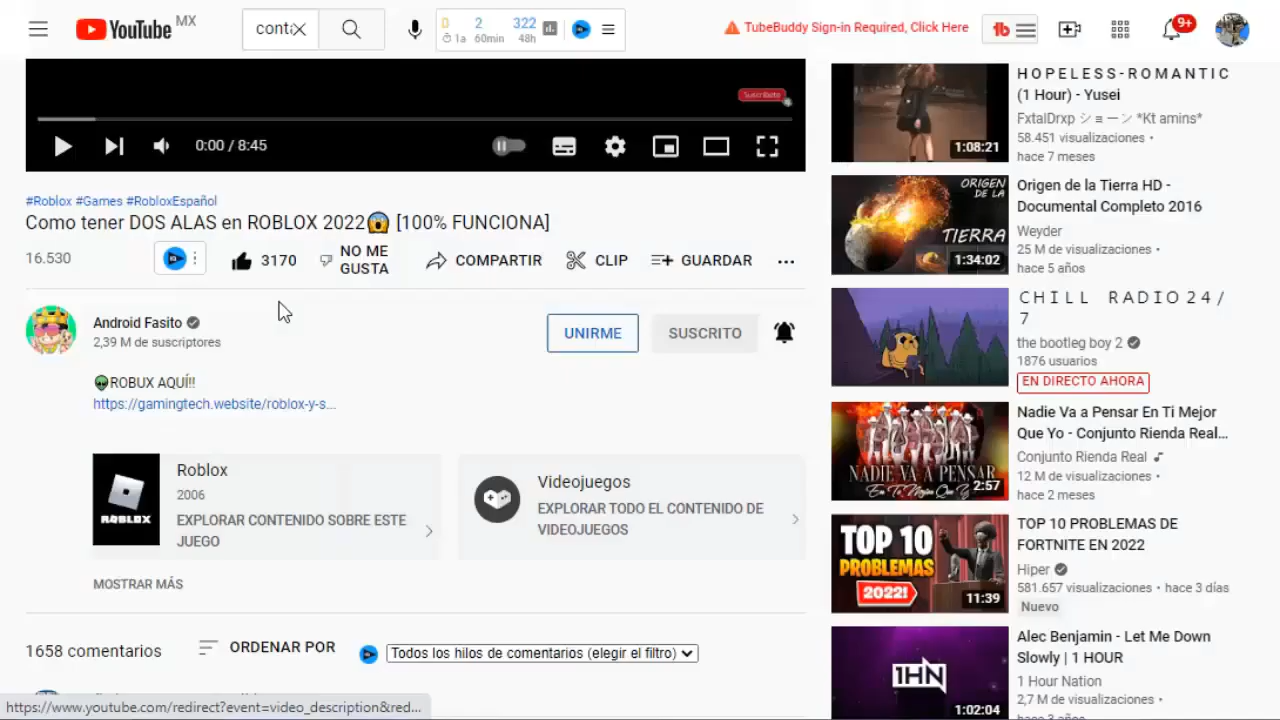 YouTube MX
conta
0 2 322
1a 60min 48h
TubeBuddy Sign-in Required, Click Here
tb
9+
Suscríbete
0:00 / 8:45
#Roblox #Games #RobloxEspañol
Como tener DOS ALAS en ROBLOX 2022😱 [100% FUNCIONA]
16.530
3170
NO ME
GUSTA
COMPARTIR
CLIP
GUARDAR
Android Fasito
2,39 M de suscriptores
UNIRME
SUSCRITO
👽ROBUX AQUÍ!!
https://gamingtech.website/roblox-y-s...
ROBLOX
Roblox
2006
EXPLORAR CONTENIDO SOBRE ESTE
JUEGO
Videojuegos
EXPLORAR TODO EL CONTENIDO DE
VIDEOJUEGOS
MOSTRAR MÁS
1658 comentarios
ORDENAR POR
Todos los hilos de comentarios (elegir el filtro)
https://www.youtube.com/redirect?event=video_description&red...
1:08:21
H O P E L E S S - R O M A N T I C
(1 Hour) - Yusei
FxtalDrxp シ ≡ ー ン *Kt amins*
58.451 visualizaciones •
hace 7 meses
ORIGEN
DE LA
TIERRA
1:34:02
Origen de la Tierra HD -
Documental Completo 2016
Weyder
25 M de visualizaciones •
hace 5 años
C H I L L R A D I O 2 4 /
7
the bootleg boy 2
1876 usuarios
EN DIRECTO AHORA
NADIE VA A PENSAR
En Ti Mejor Que Yo
2:57
Nadie Va a Pensar En Ti Mejor
Que Yo - Conjunto Rienda Real...
Conjunto Rienda Real
12 M de visualizaciones •
hace 2 meses
TOP 10
PROBLEMAS
2022!
11:39
TOP 10 PROBLEMAS DE
FORTNITE EN 2022
Hiper
581.657 visualizaciones • hace 3 días
Nuevo
1HN
1:02:04
Alec Benjamin - Let Me Down
Slowly | 1 HOUR
1 Hour Nation
2,7 M de visualizaciones •
hace 3 años